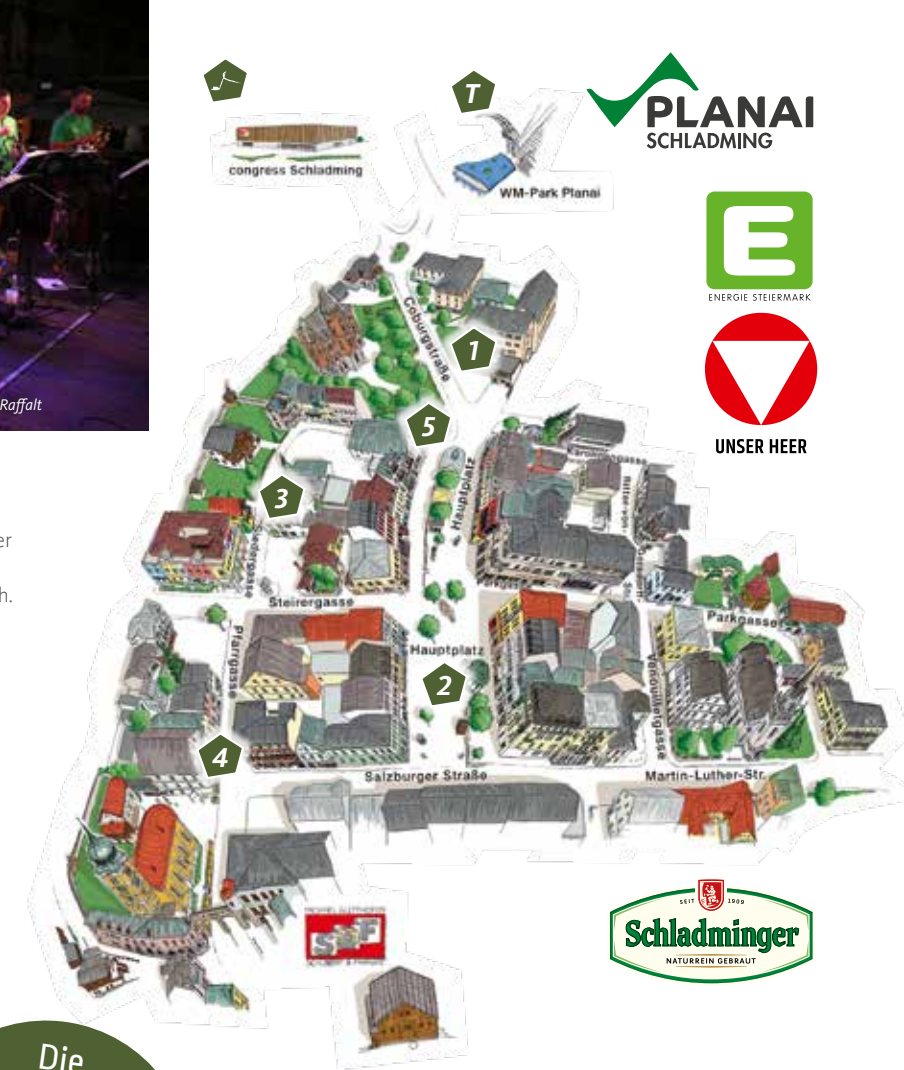 Raffalt
er
h.
T
congress Schladming
WM-Park Planai
PLANAI
SCHLADMING
E
ENERGIE STEIERMARK
UNSER HEER
Coburgstraße
1
5
Hauptplatz
3
Steirergasse
Pfarrgasse
Hauptplatz
2
Parkgasse
4
Salzburger Straße
Martin-Luther-Str.
SEIT 1909
Schladminger
NATURREIN GEBRAUT
Die